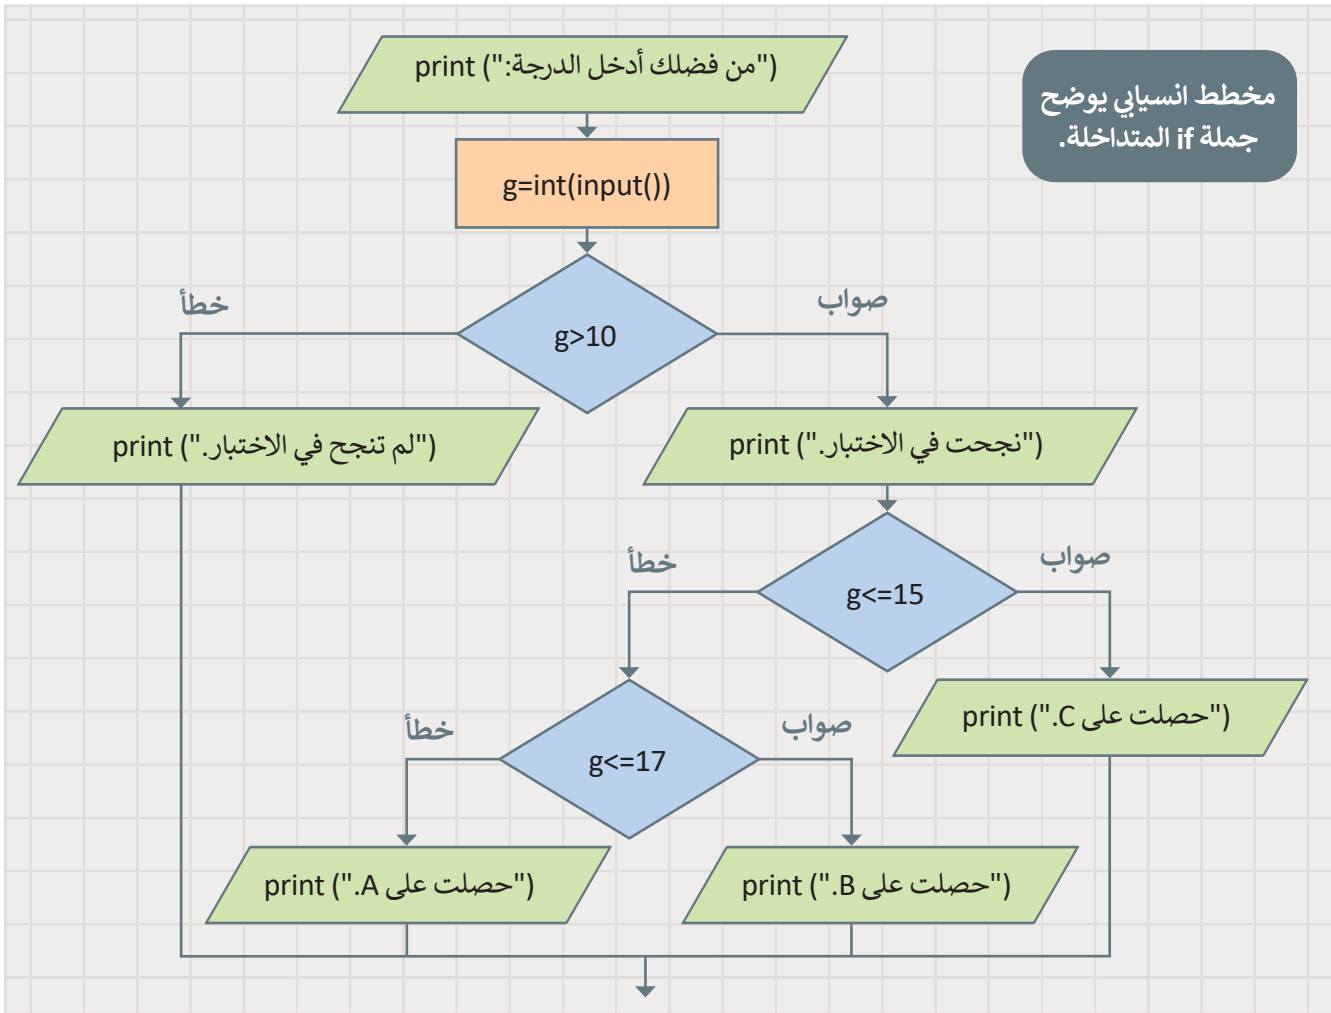 مخطط انسيابي يوضح
جملة if المتداخلة.
print ("من فضلك أدخل الدرجة:")
g=int(input())
g>10
صواب
خطأ
print ("نجحت في الاختبار.")
print ("لم تنجح في الاختبار.")
g<=15
صواب
خطأ
print ("حصلت على C.")
g<=17
صواب
خطأ
print ("حصلت على B.")
print ("حصلت على A.")